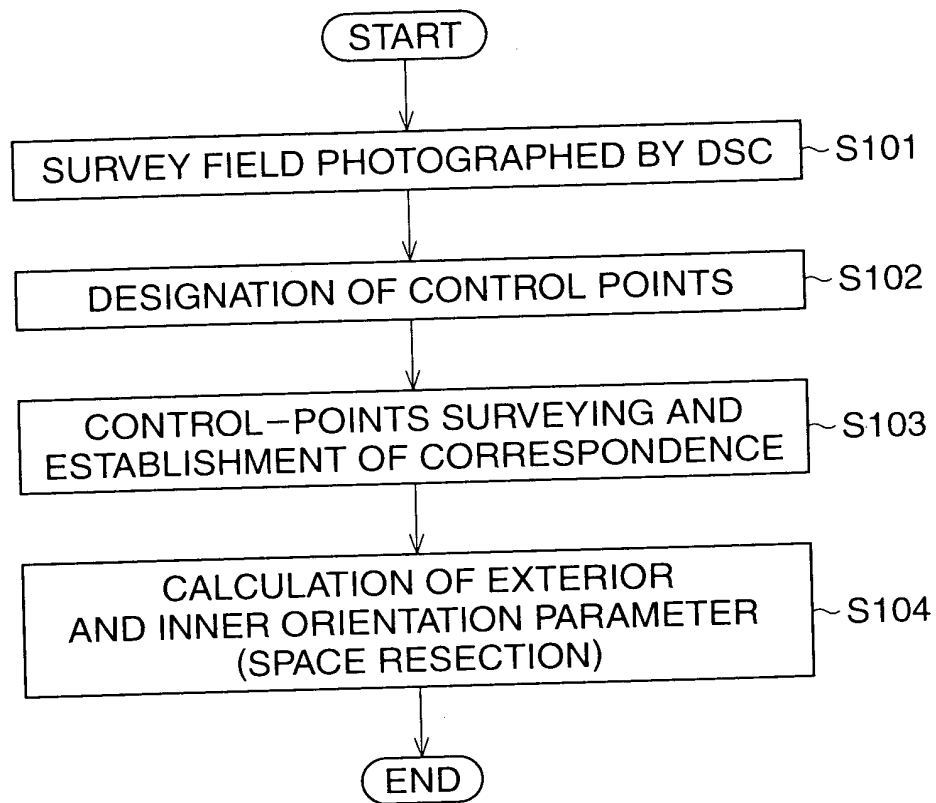 START
SURVEY FIELD PHOTOGRAPHED BY DSC
S101
DESIGNATION OF CONTROL POINTS
S102
CONTROL-POINTS SURVEYING AND
ESTABLISHMENT OF CORRESPONDENCE
S103
CALCULATION OF EXTERIOR
AND INNER ORIENTATION PARAMETER
(SPACE RESECTION)
S104
END